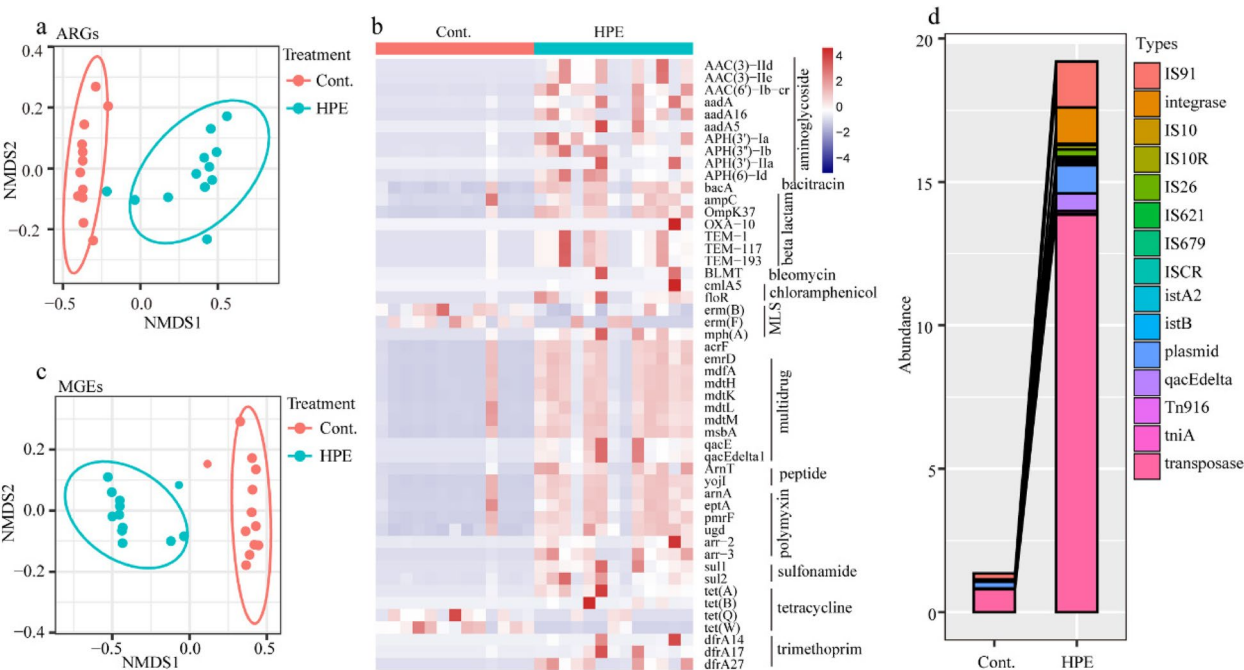 a
ARGs
0.4
0.2
0.0
−0.2
NMDS2
−0.5
0.0
0.5
NMDS1
Treatment
Cont.
HPE
b
Cont.
HPE
AAC(3)−IId
AAC(3)−IIe
AAC(6')−Ib−cr
aadA
aadA16
aadA5
APH(3')−Ia
APH(3'')−Ib
APH(3')−IIa
APH(6)−Id
bacA
ampC
OmpK37
OXA−10
TEM−1
TEM−117
TEM−193
BLMT
cmlA5
floR
erm(B)
erm(F)
mph(A)
acrF
emrD
mdfA
mdtH
mdtK
mdtL
mdtM
msbA
qacE
qacEdelta1
ArnT
yojI
arnA
eptA
pmrF
ugd
arr−2
arr−3
sul1
sul2
tet(A)
tet(B)
tet(Q)
tet(W)
dfrA14
dfrA17
dfrA27
aminoglycoside
bacitracin
beta lactam
bleomycin
chloramphenicol
MLS
multidrug
peptide
polymyxin
sulfonamide
tetracycline
trimethoprim
4
2
0
−2
−4
c
MGEs
0.2
0.0
−0.2
−0.4
NMDS2
−0.5
0.0
0.5
NMDS1
Treatment
Cont.
HPE
d
20
15
10
5
0
Abundance
Cont.
HPE
Types
IS91
integrase
IS10
IS10R
IS26
IS621
IS679
ISCR
istA2
istB
plasmid
qacEdelta
Tn916
tniA
transposase